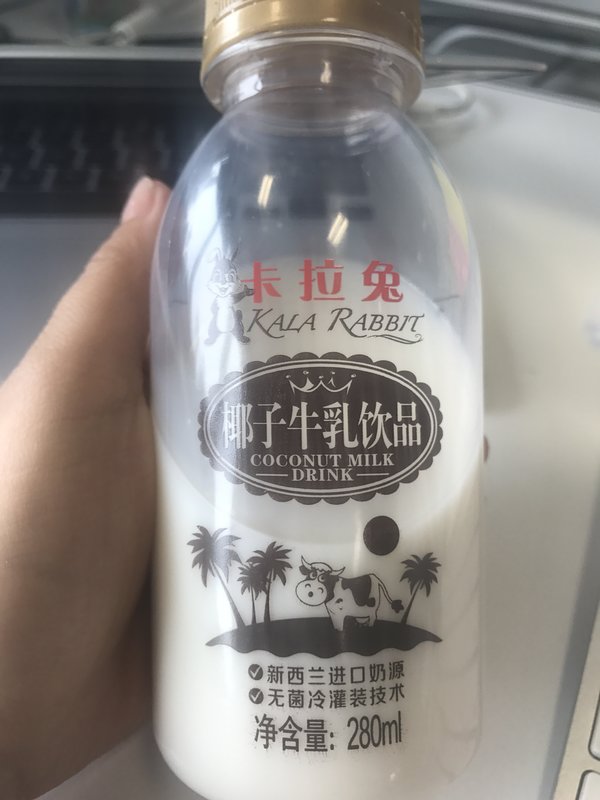 卡拉兔
KALA RABBIT
椰子牛乳饮品
COCONUT MILK
DRINK
新西兰进口奶源
无菌冷灌装技术
净含量: 280ml